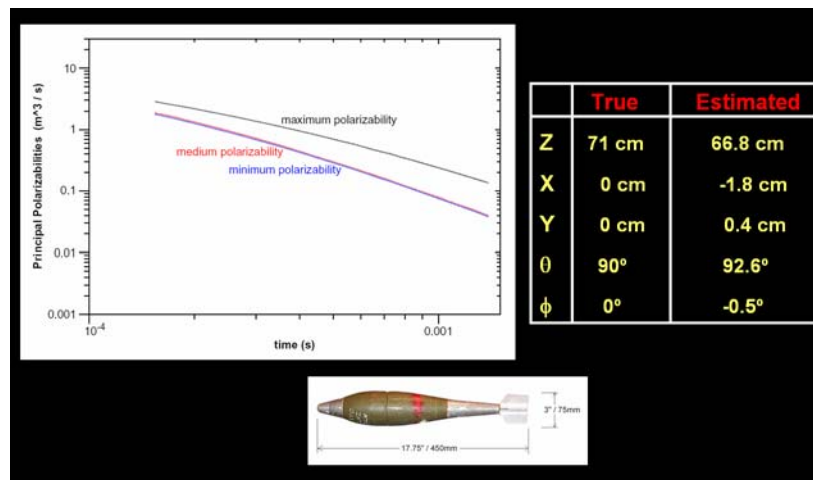 Principal Polarizabilities (m^3 / s)
10
1
0.1
0.01
0.001
maximum polarizability
medium polarizability
minimum polarizability
10-4
0.001
time (s)
True Estimated
Z 71 cm 66.8 cm
X 0 cm -1.8 cm
Y 0 cm 0.4 cm
θ 90º 92.6º
ϕ 0º -0.5º
3" / 75mm
17.75" / 450mm